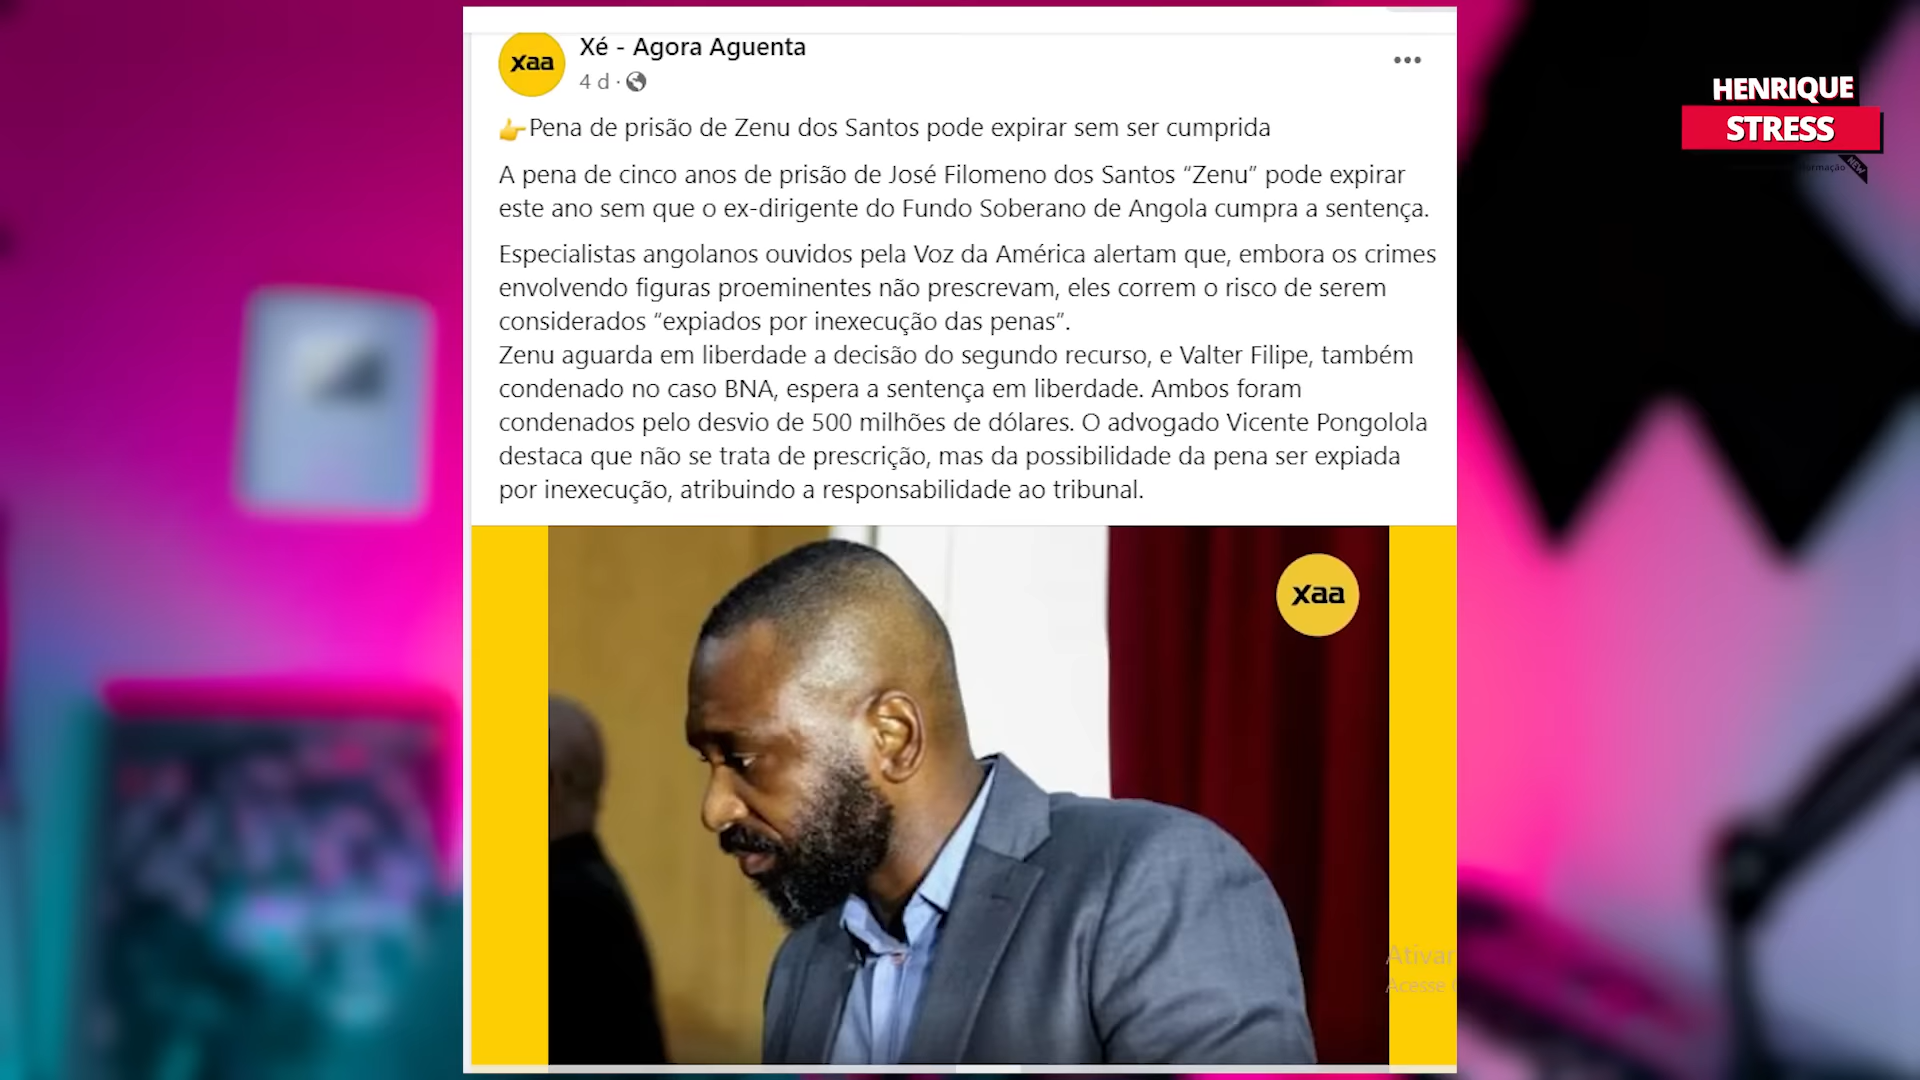 xaa
Xé - Agora Aguenta
4 d ·
HENRIQUE
STRESS
NEW
👉Pena de prisão de Zenu dos Santos pode expirar sem ser cumprida
A pena de cinco anos de prisão de José Filomeno dos Santos “Zenu” pode expirar
este ano sem que o ex-dirigente do Fundo Soberano de Angola cumpra a sentença.
Especialistas angolanos ouvidos pela Voz da América alertam que, embora os crimes
envolvendo figuras proeminentes não prescrevam, eles correm o risco de serem
considerados “expiados por inexecução das penas”.
Zenu aguarda em liberdade a decisão do segundo recurso, e Valter Filipe, também
condenado no caso BNA, espera a sentença em liberdade. Ambos foram
condenados pelo desvio de 500 milhões de dólares. O advogado Vicente Pongolola
destaca que não se trata de prescrição, mas da possibilidade da pena ser expiada
por inexecução, atribuindo a responsabilidade ao tribunal.
xaa
Ativar
Acesse